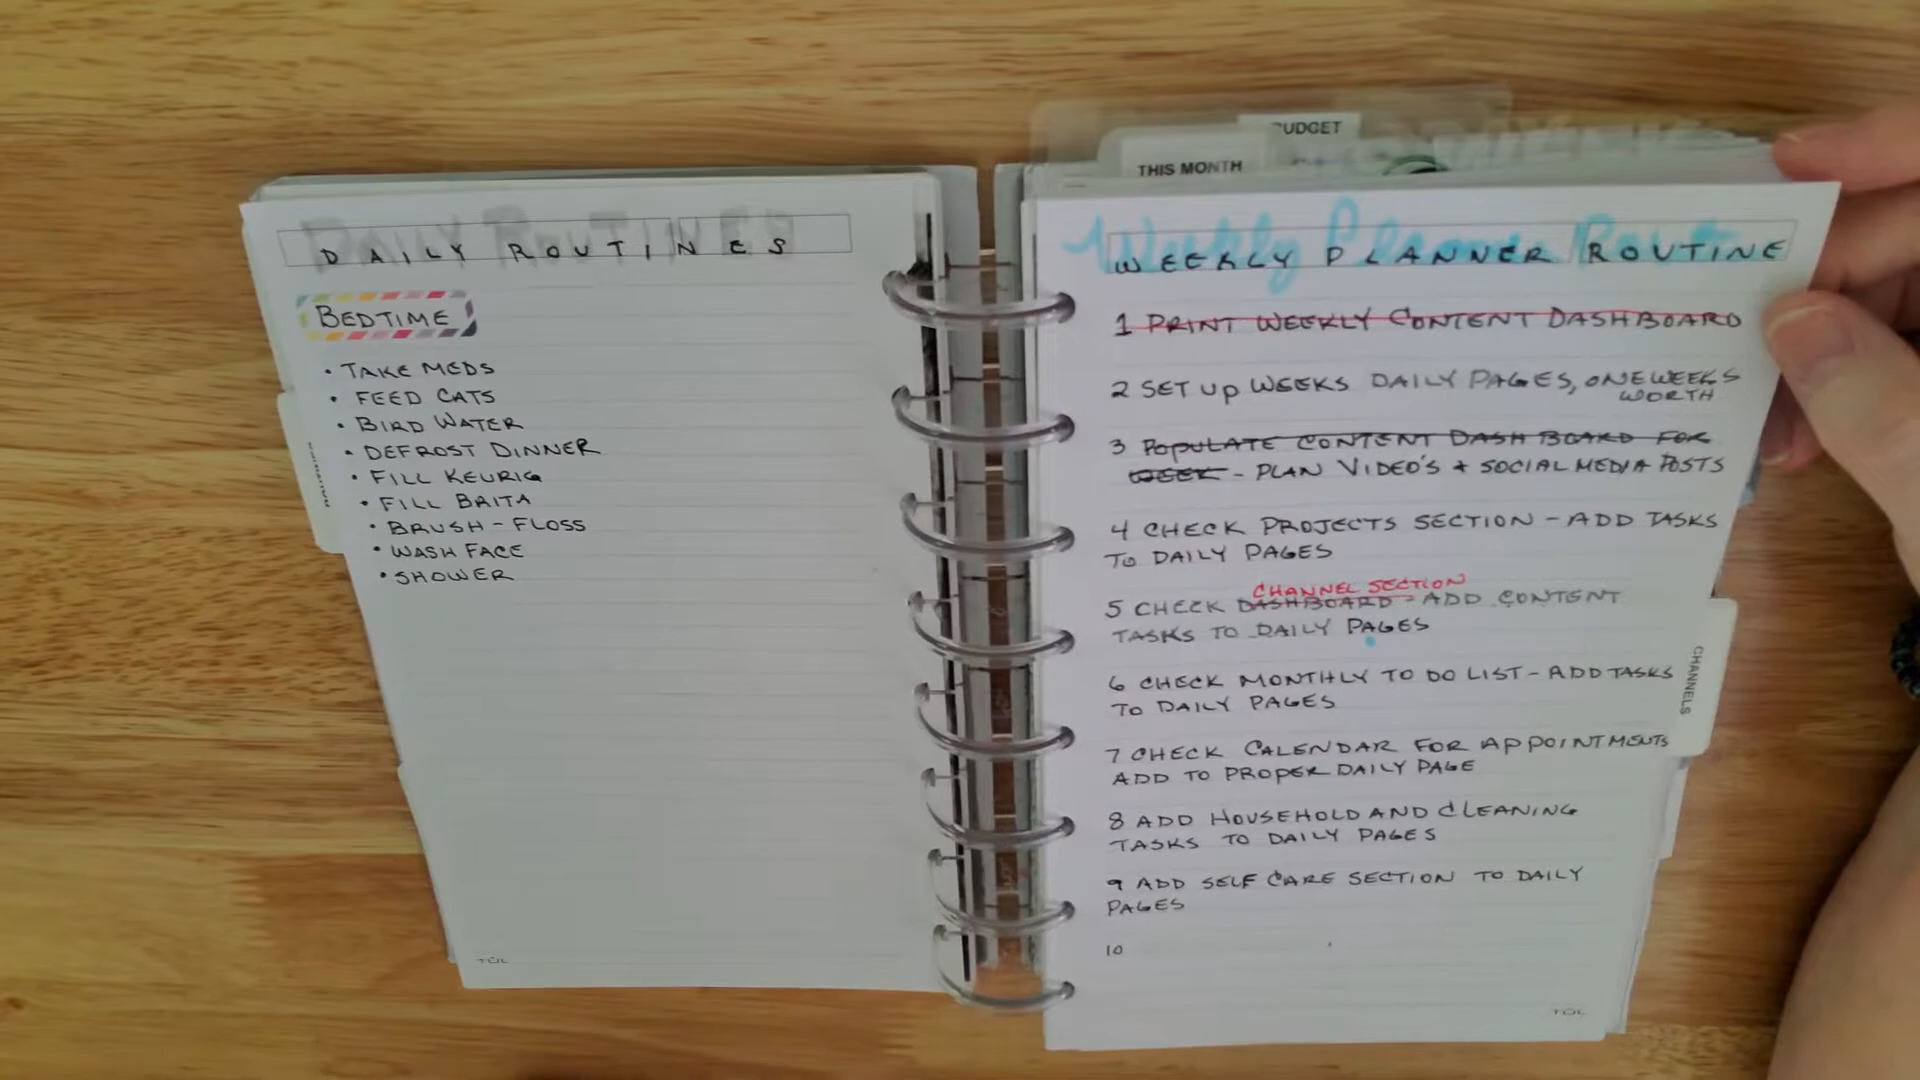 DAILY ROUTINES
BEDTIME
• TAKE MEDS
• FEED CATS
• BIRD WATER
• DEFROST DINNER
• FILL KEURIG
• FILL BRITA
• BRUSH - FLOSS
• WASH FACE
• SHOWER
TUL
BUDGET
THIS MONTH
WEEKLY PLANNER ROUTINE
1 PRINT WEEKLY CONTENT DASHBOARD
2 SET UP WEEKS DAILY PAGES, ONE WEEKS
WORTH
3 POPULATE CONTENT DASH BOARD FOR
WEEK - PLAN VIDEO'S + SOCIAL MEDIA POSTS
4 CHECK PROJECTS SECTION - ADD TASKS
TO DAILY PAGES
CHANNEL SECTION
5 CHECK DASHBOARD - ADD CONTENT
TASKS TO DAILY PAGES
6 CHECK MONTHLY TO DO LIST - ADD TASKS
TO DAILY PAGES
7 CHECK CALENDAR FOR APPOINTMENTS
ADD TO PROPER DAILY PAGE
8 ADD HOUSEHOLD AND CLEANING
TASKS TO DAILY PAGES
9 ADD SELF CARE SECTION TO DAILY
PAGES
10
CHANNELS
TUL